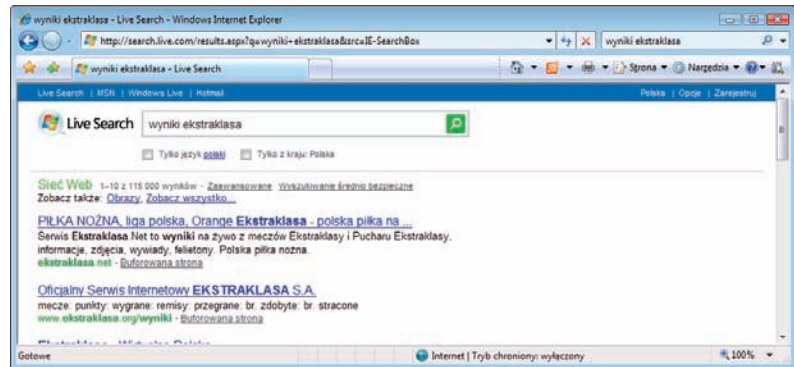 wyniki ekstraklasa - Live Search - Windows Internet Explorer
http://search.live.com/results.aspx?q=wyniki+ekstraklasa&src=IE-SearchBox
wyniki ekstraklasa
wyniki ekstraklasa - Live Search
Strona
Narzędzia
Live Search | MSN | Windows Live | Hotmail
Polska | Opcje | Zarejestruj
Live Search
wyniki ekstraklasa
Tylko język polski
Tylko z kraju: Polska
Sieć Web 1-10 z 115 000 wyników - Zaawansowane Wyszukiwanie średnio bezpieczne
Zobacz także: Obrazy, Zobacz wszystko...
PIŁKA NOŻNA, liga polska, Orange Ekstraklasa - polska piłka na ...
Serwis Ekstraklasa.Net to wyniki na żywo z meczów Ekstraklasy i Pucharu Ekstraklasy,
informacje, zdjęcia, wywiady, felietony. Polska piłka nożna.
ekstraklasa.net - Buforowana strona
Oficjalny Serwis Internetowy EKSTRAKLASA S.A.
mecze: punkty: wygrane: remisy: przegrane: br. zdobyte: br. stracone
www.ekstraklasa.org/wyniki - Buforowana strona
Gotowe
Internet | Tryb chroniony: wyłączony
100%